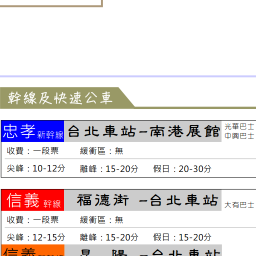 幹線及快速公車
忠孝新幹線 台北車站-南港展館 光華巴士
中興巴士
收費：一段票 緩衝區：無
尖峰：10-12分 離峰：15-20分 假日：20-30分
信義幹線 福德街 -台北車站 大有巴士
收費：一段票 緩衝區：無
尖峰：12-15分 離峰：15-20分 假日：15-20分
信義新幹線 -台北車站